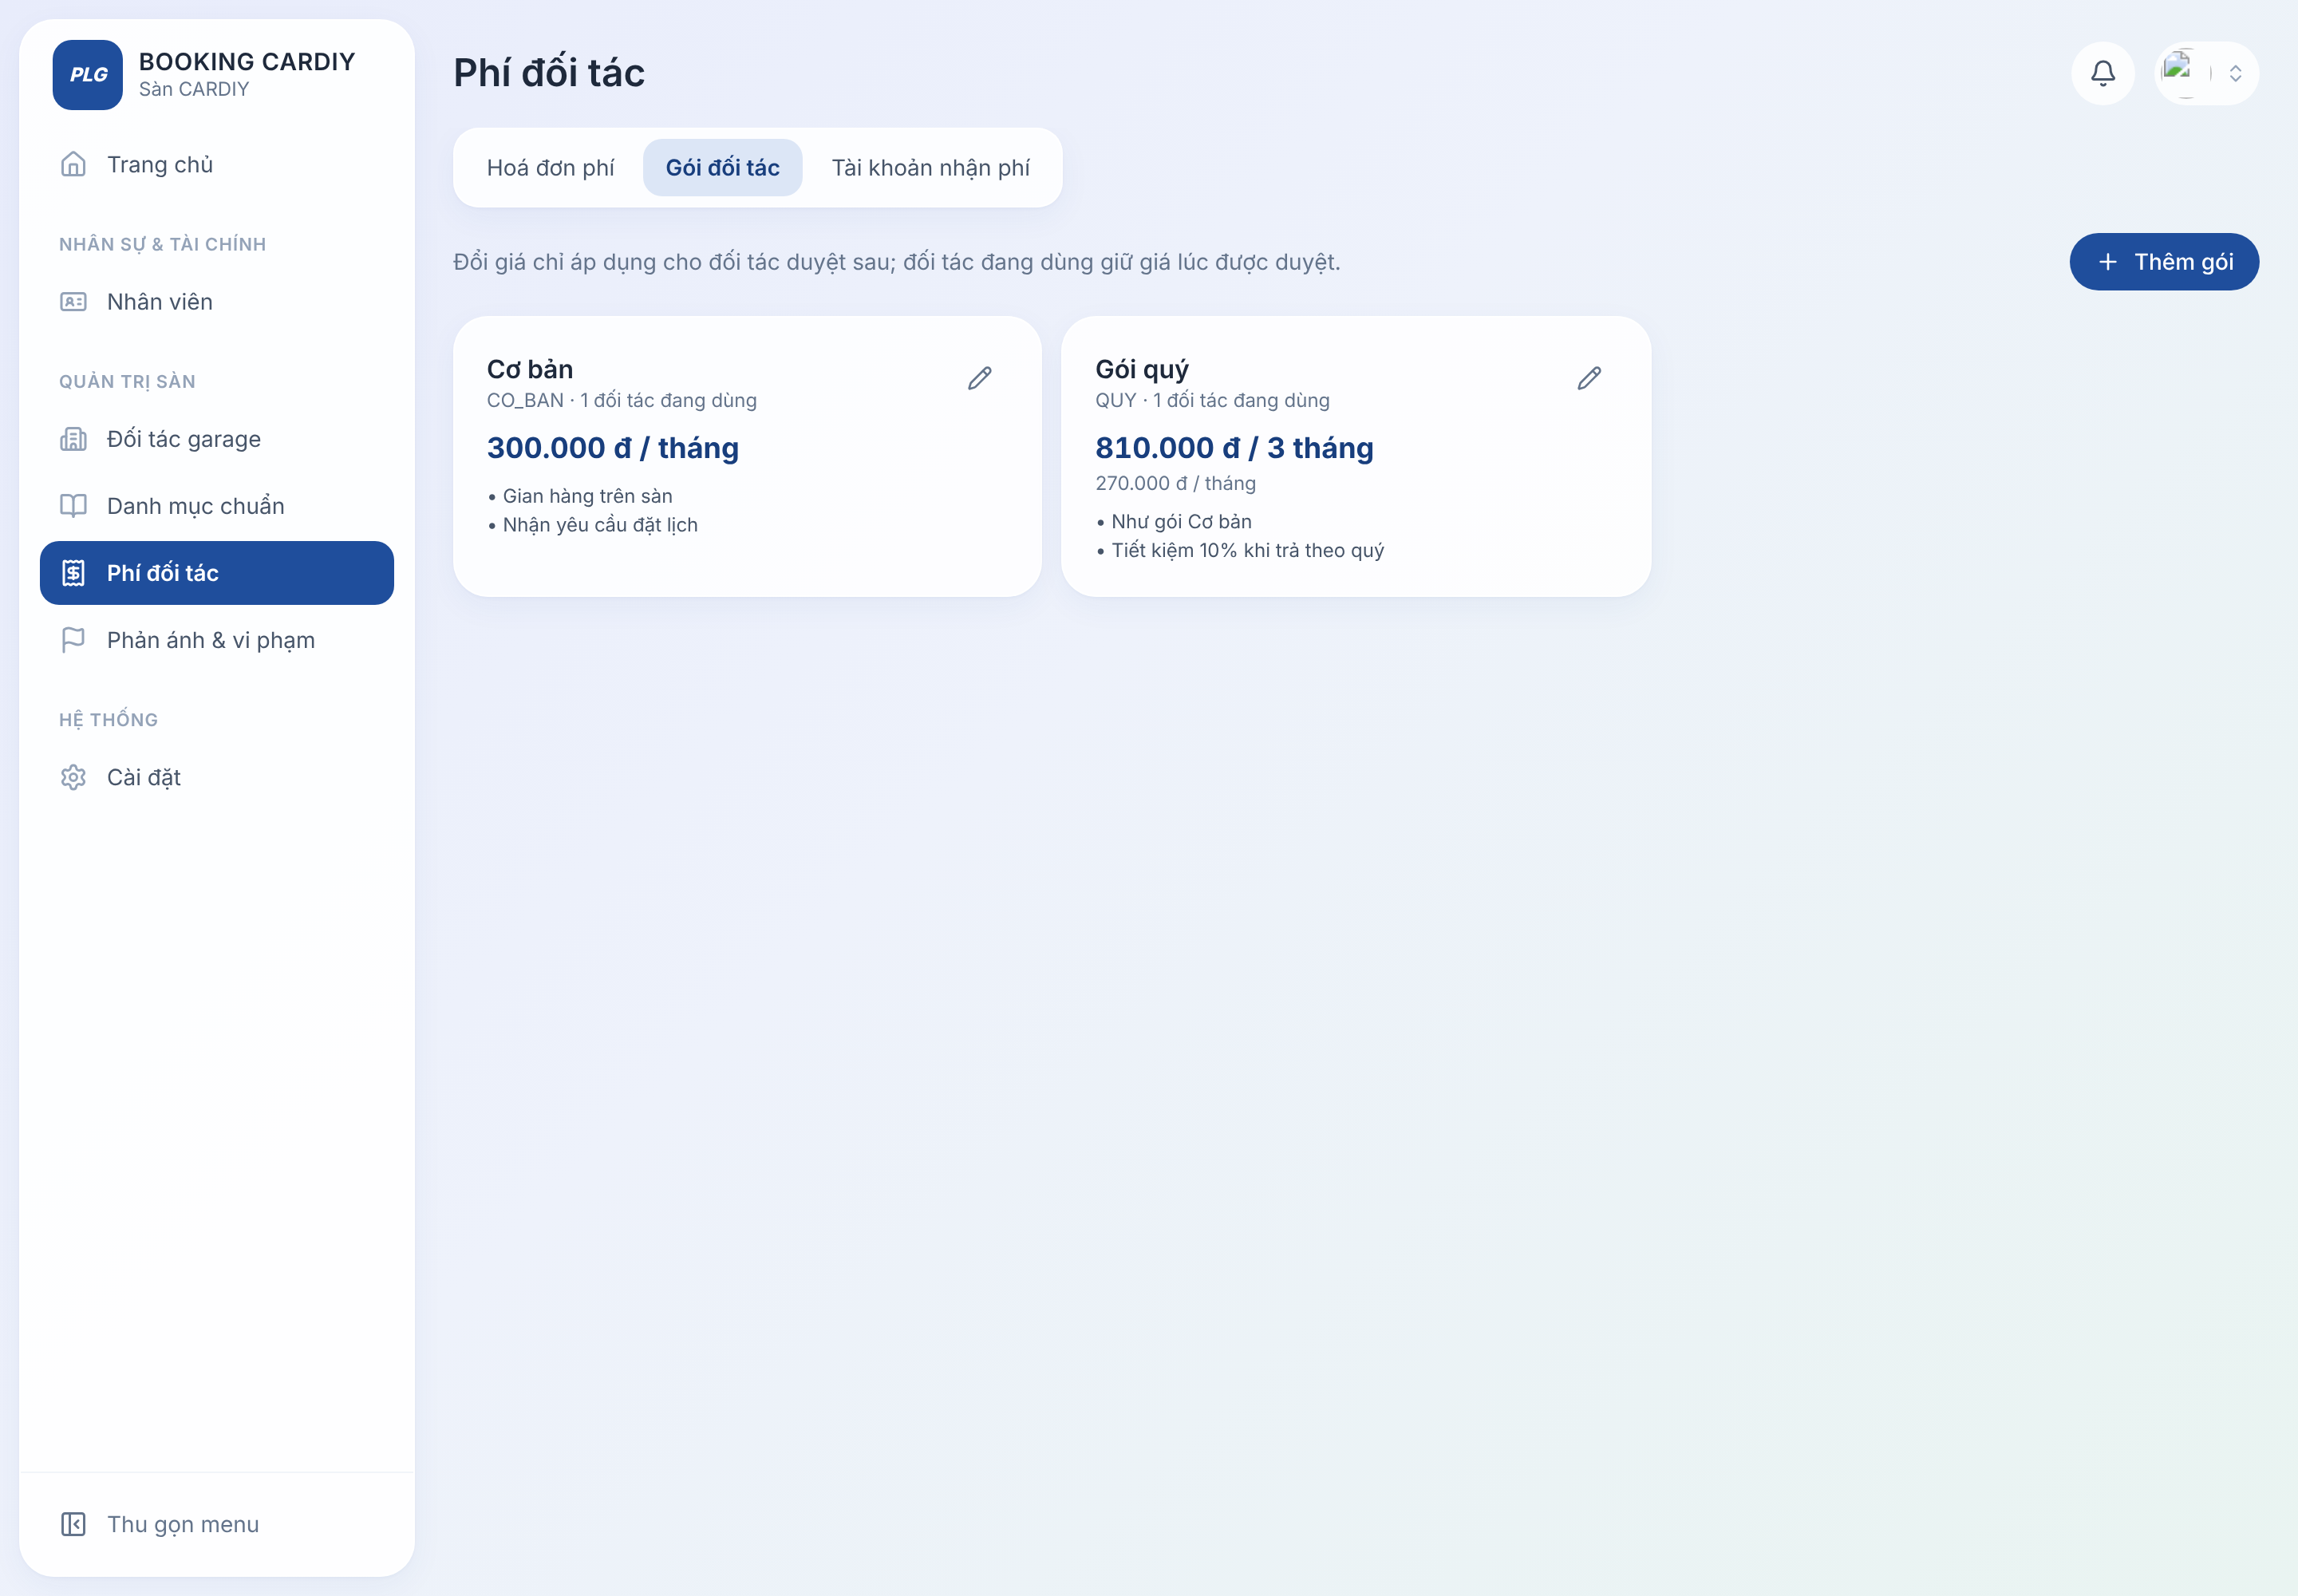 PLG
BOOKING CARDIY
Sàn CARDIY
Trang chủ
NHÂN SỰ & TÀI CHÍNH
Nhân viên
QUẢN TRỊ SÀN
Đối tác garage
Danh mục chuẩn
Phí đối tác
Phản ánh & vi phạm
HỆ THỐNG
Cài đặt
Thu gọn menu
Phí đối tác
Hoá đơn phí
Gói đối tác
Tài khoản nhận phí
Đổi giá chỉ áp dụng cho đối tác duyệt sau; đối tác đang dùng giữ giá lúc được duyệt.
Thêm gói
Cơ bản
CO_BAN · 1 đối tác đang dùng
300.000 đ / tháng
• Gian hàng trên sàn
• Nhận yêu cầu đặt lịch
Gói quý
QUY · 1 đối tác đang dùng
810.000 đ / 3 tháng
270.000 đ / tháng
• Như gói Cơ bản
• Tiết kiệm 10% khi trả theo quý